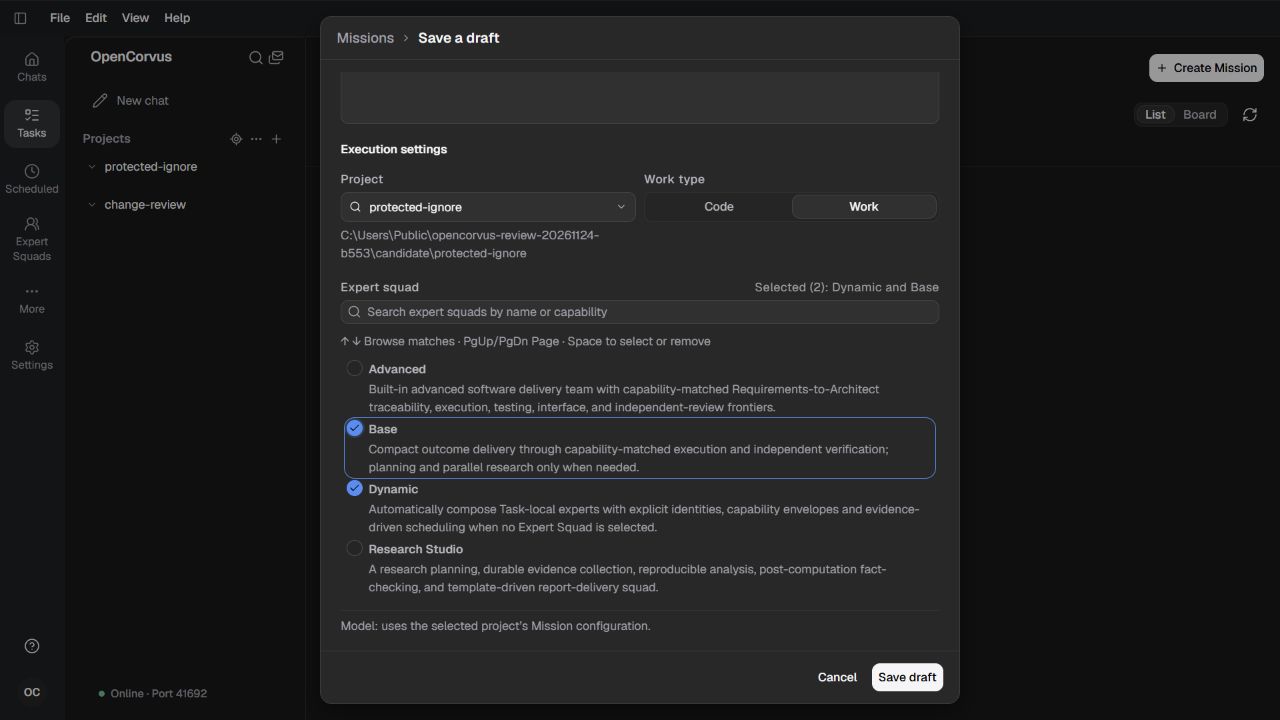 File Edit View Help
Missions › Save a draft
OpenCorvus
Chats
Create Mission
New chat
List Board
Tasks
Projects
protected-ignore
change-review
Scheduled
Expert
Squads
More
Settings
Execution settings
Project
Work type
protected-ignore
Code
Work
C:\Users\Public\opencorvus-review-20261124-
b553\candidate\protected-ignore
Expert squad
Selected (2): Dynamic and Base
Search expert squads by name or capability
↑↓ Browse matches · PgUp/PgDn Page · Space to select or remove
Advanced
Built-in advanced software delivery team with capability-matched Requirements-to-Architect
traceability, execution, testing, interface, and independent-review frontiers.
Base
Compact outcome delivery through capability-matched execution and independent verification;
planning and parallel research only when needed.
Dynamic
Automatically compose Task-local experts with explicit identities, capability envelopes and evidence-
driven scheduling when no Expert Squad is selected.
Research Studio
A research planning, durable evidence collection, reproducible analysis, post-computation fact-
checking, and template-driven report-delivery squad.
Model: uses the selected project's Mission configuration.
Cancel
Save draft
OC
Online · Port 41692